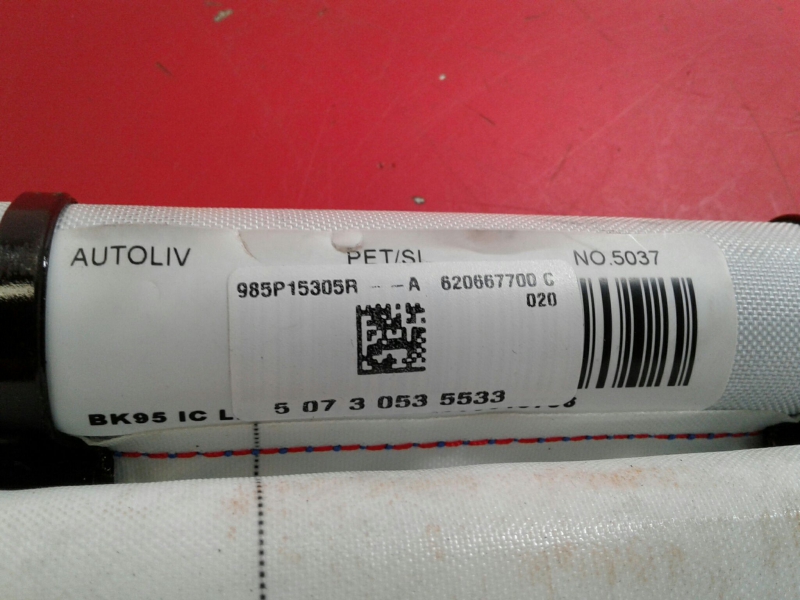 AUTOLIV PET/SI NO.5037
985P15305R - - A 620667700 C
020
5 07 3 053 5533
BK95 IC